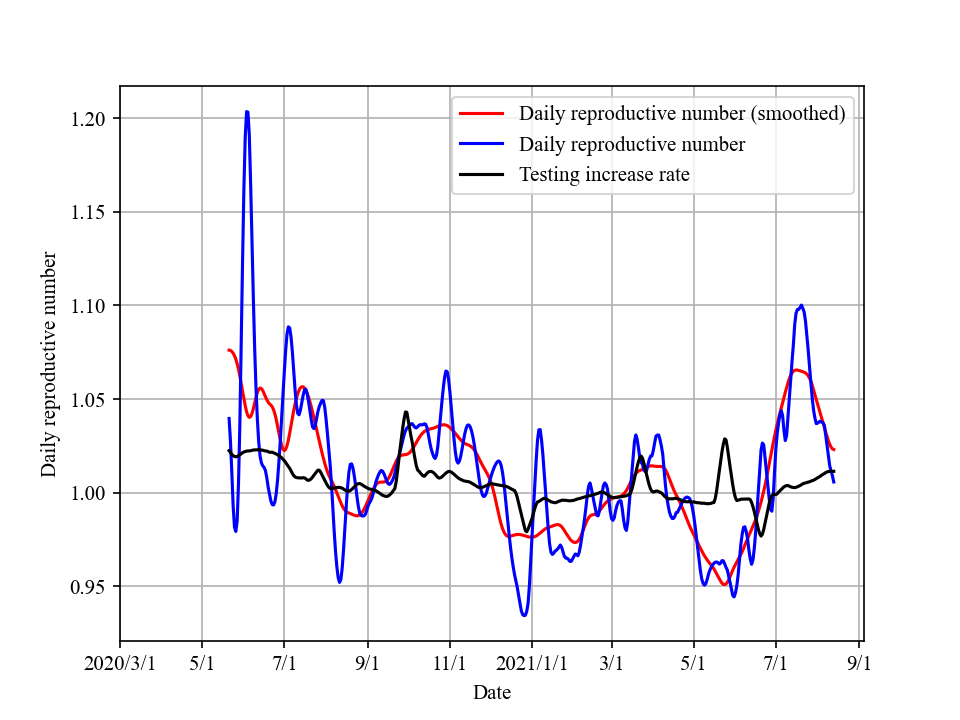 Daily reproductive number (smoothed)
Daily reproductive number
Testing increase rate
1.20
1.15
1.10
1.05
1.00
0.95
Daily reproductive number
2020/3/1 5/1 7/1 9/1 11/1 2021/1/1 3/1 5/1 7/1 9/1
Date